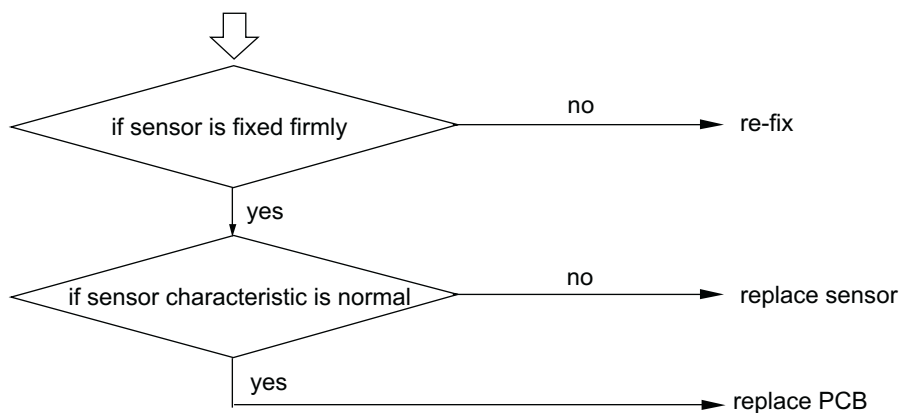 if sensor is fixed firmly
no
re-fix
yes
if sensor characteristic is normal
no
replace sensor
yes
replace PCB